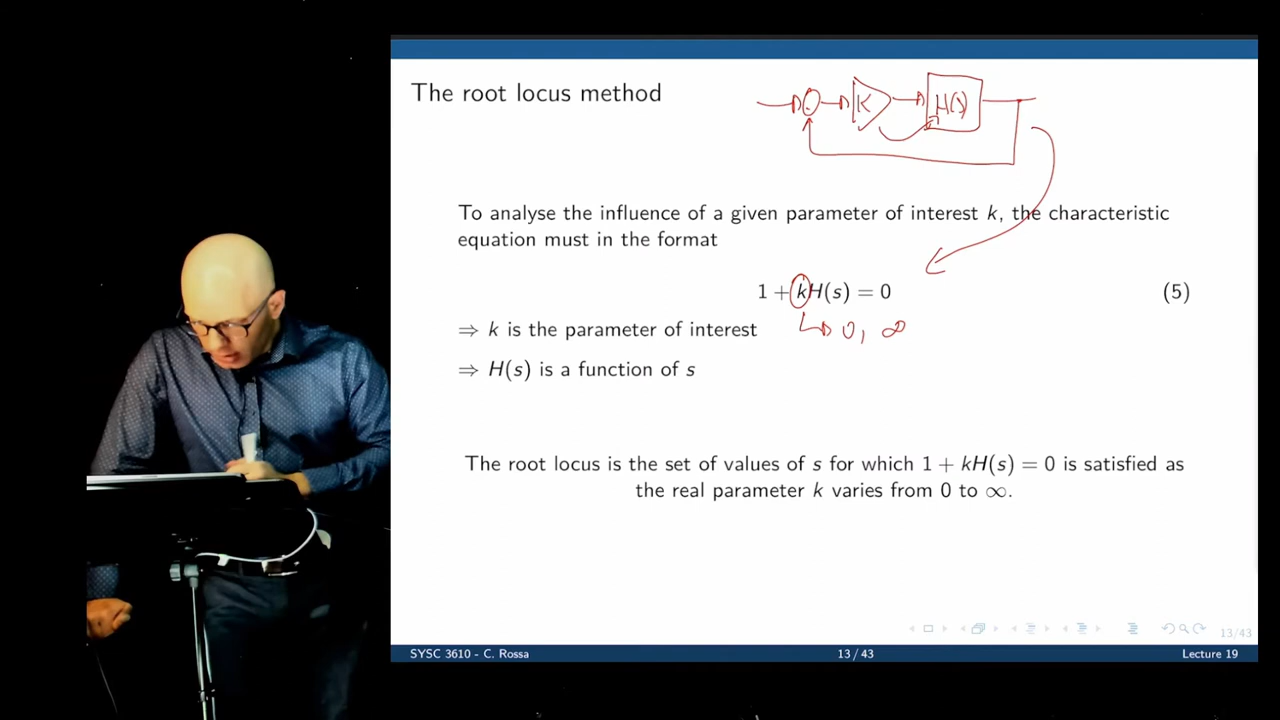 The root locus method
K
H(s)
To analyse the influence of a given parameter of interest k, the characteristic
equation must in the format
1 + kH(s) = 0 (5)
0, ∞
⇒ k is the parameter of interest
⇒ H(s) is a function of s
The root locus is the set of values of s for which 1 + kH(s) = 0 is satisfied as
the real parameter k varies from 0 to ∞.
13/43
SYSC 3610 - C. Rossa 13 / 43 Lecture 19